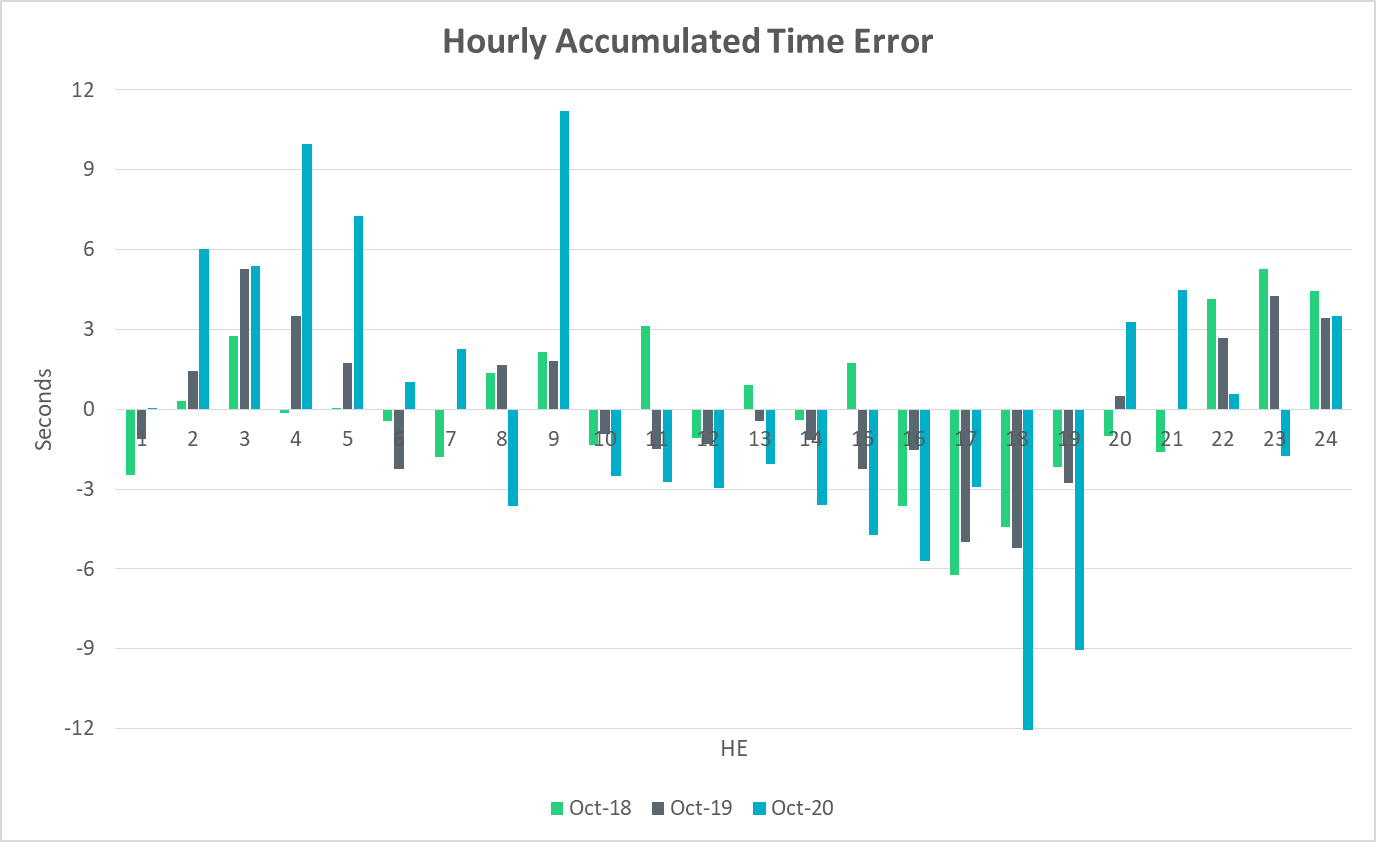 Hourly Accumulated Time Error
12
9
6
3
0
-3
-6
-9
-12
Seconds
1 2 3 4 5 6 7 8 9 10 11 12 13 14 15 16 17 18 19 20 21 22 23 24
HE
Oct-18 Oct-19 Oct-20